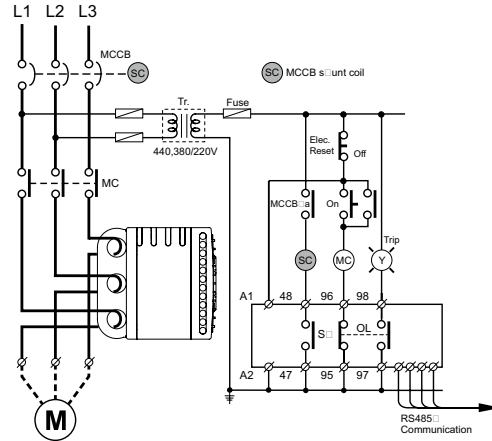 L1 L2 L3
MCCB
SC
SC MCCB s□unt coil
Tr.
Fuse
440,380/220V
Elec.
Reset
Off
MC
MCCB□a
On
Trip
SC
MC
Y
A1 48 96 98
S□
OL
A2 47 95 97
M
RS485□
Communication